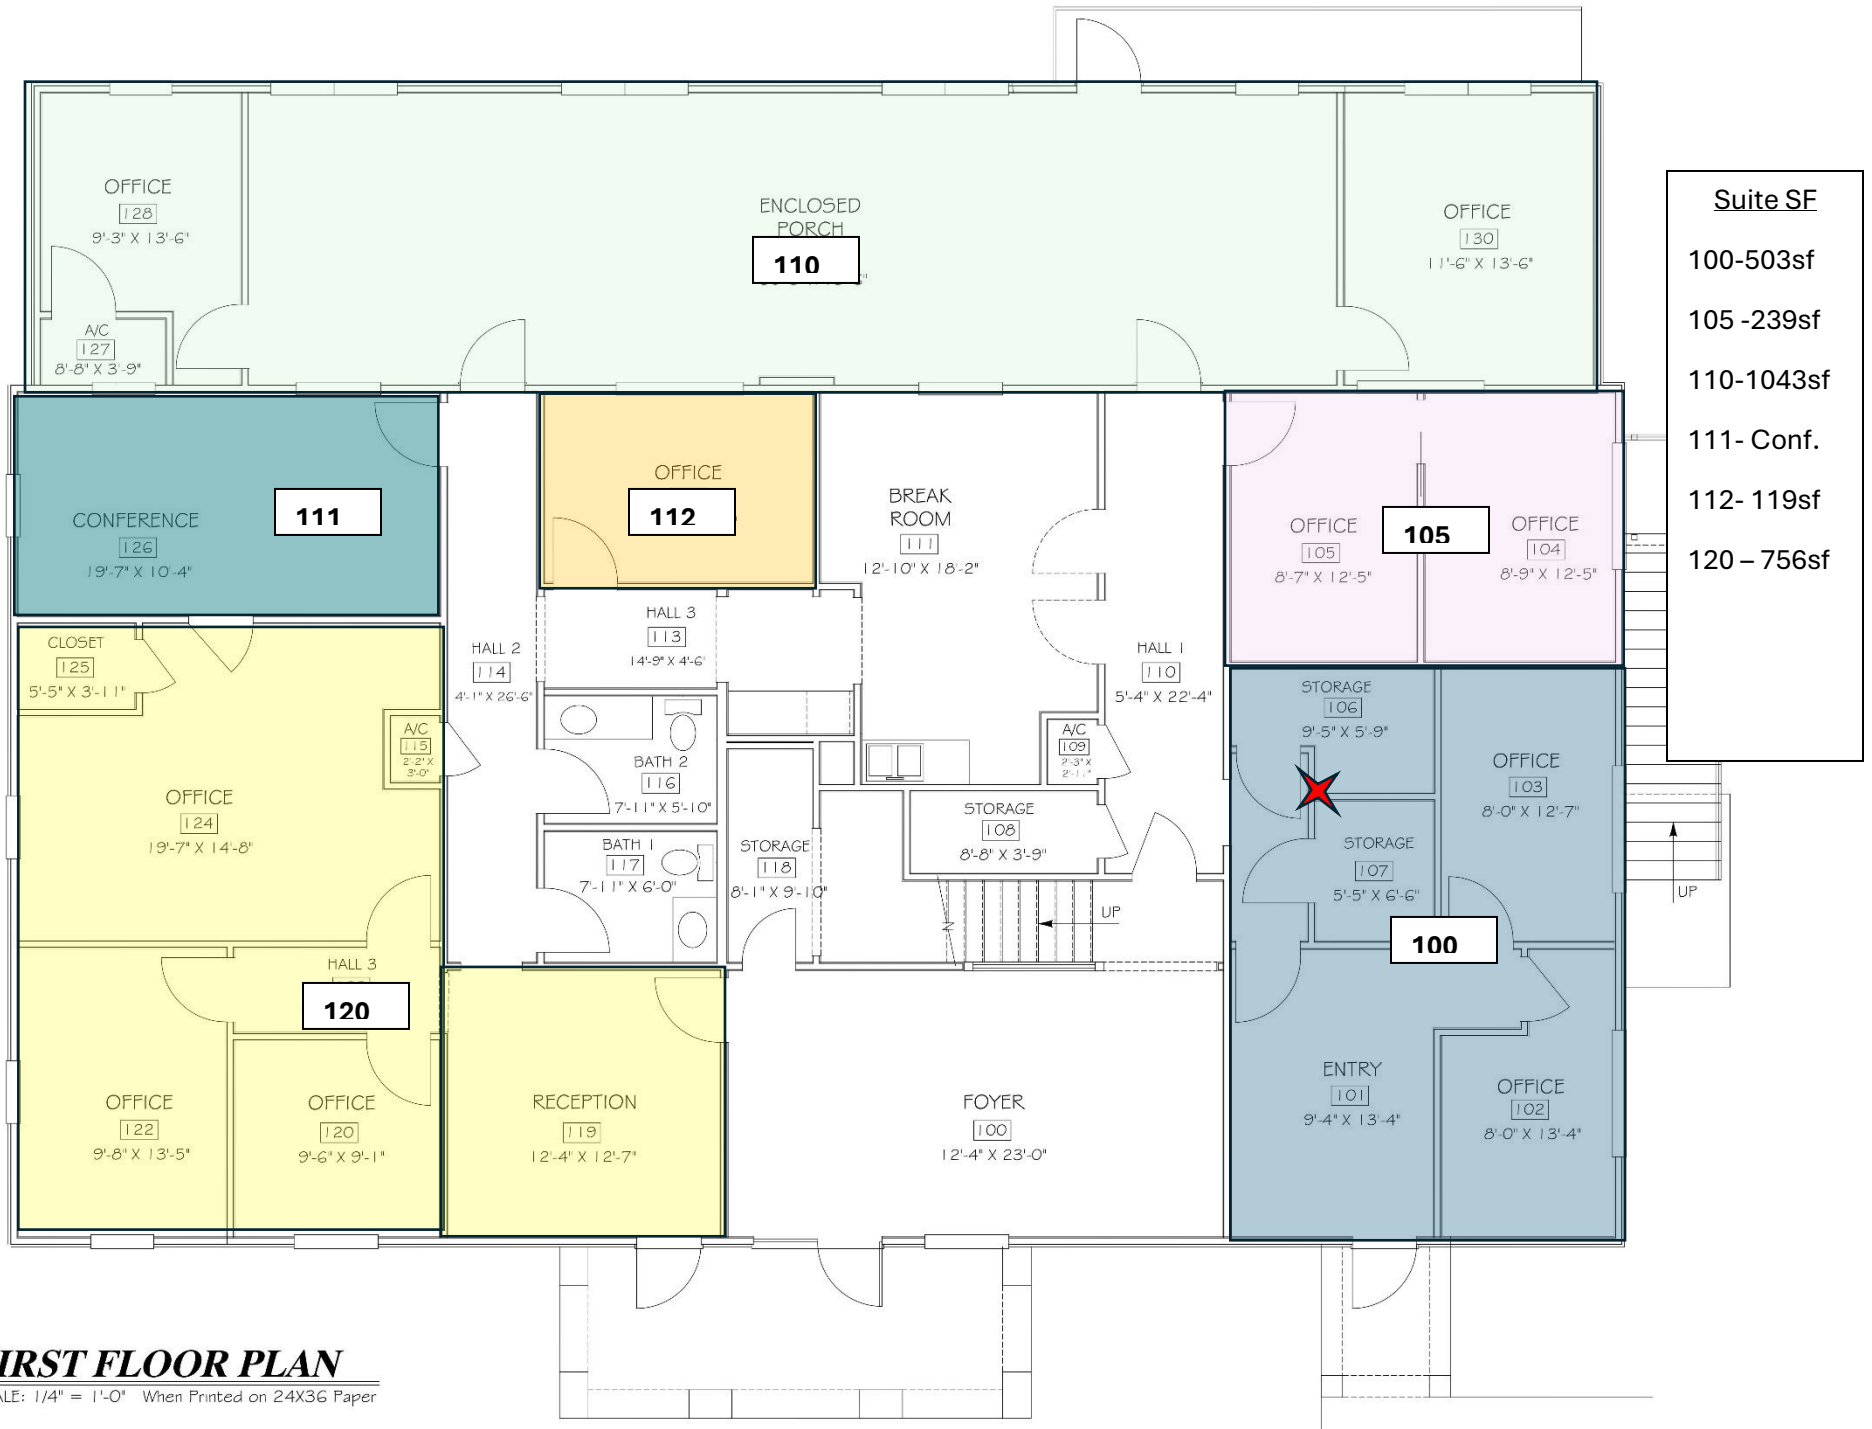 OFFICE
128
9'-3" X 13'-6"
A/C
127
8'-8" X 3'-9"
ENCLOSED
PORCH
110
OFFICE
130
11'-6" X 13'-6"
Suite SF
100-503sf
105 -239sf
110-1043sf
111- Conf.
112- 119sf
120 – 756sf
CONFERENCE
126
19'-7" X 10'-4"
111
OFFICE
112
BREAK
ROOM
111
12'-10" X 18'-2"
OFFICE
105
8'-7" X 12'-5"
105
OFFICE
104
8'-9" X 12'-5"
CLOSET
125
5'-5" X 3'-11"
HALL 2
114
4'-1" X 26'-6"
HALL 3
113
14'-9" X 4'-6"
HALL 1
110
5'-4" X 22'-4"
STORAGE
106
9'-5" X 5'-9"
A/C
115
2'-2" X
3'-0"
BATH 2
116
7'-11" X 5'-10"
A/C
109
2'-3" X
2'-11"
OFFICE
103
8'-0" X 12'-7"
OFFICE
124
19'-7" X 14'-8"
BATH 1
117
7'-11" X 6'-0"
STORAGE
118
8'-1" X 9'-10"
STORAGE
108
8'-8" X 3'-9"
STORAGE
107
5'-5" X 6'-6"
UP
UP
100
HALL 3
120
OFFICE
122
9'-8" X 13'-5"
OFFICE
120
9'-6" X 9'-1"
RECEPTION
119
12'-4" X 12'-7"
FOYER
100
12'-4" X 23'-0"
ENTRY
101
9'-4" X 13'-4"
OFFICE
102
8'-0" X 13'-4"
IRST FLOOR PLAN
ALE: 1/4" = 1'-0" When Printed on 24X36 Paper